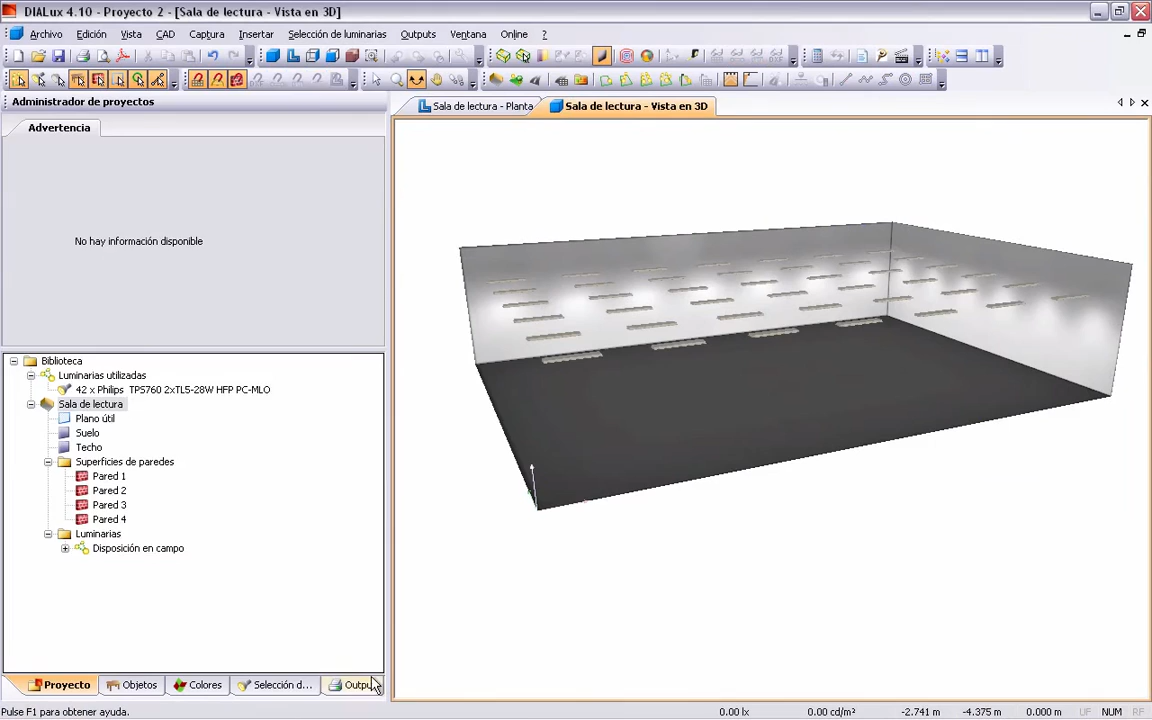 DIALux 4.10 - Proyecto 2 - [Sala de lectura - Vista en 3D]
Archivo Edición Vista CAD Captura Insertar Selección de luminarias Outputs Ventana Online ?
Administrador de proyectos
Advertencia
No hay información disponible
Biblioteca
Luminarias utilizadas
42 x Philips TPS760 2xTL5-28W HFP PC-MLO
Sala de lectura
Plano útil
Suelo
Techo
Superficies de paredes
Pared 1
Pared 2
Pared 3
Pared 4
Luminarias
Disposición en campo
Proyecto Objetos Colores Selección d... Outpu
Sala de lectura - Planta Sala de lectura - Vista en 3D
Pulse F1 para obtener ayuda. 0.00 lx 0.00 cd/m² -2.741 m -4.375 m 0.000 m UF NUM RF